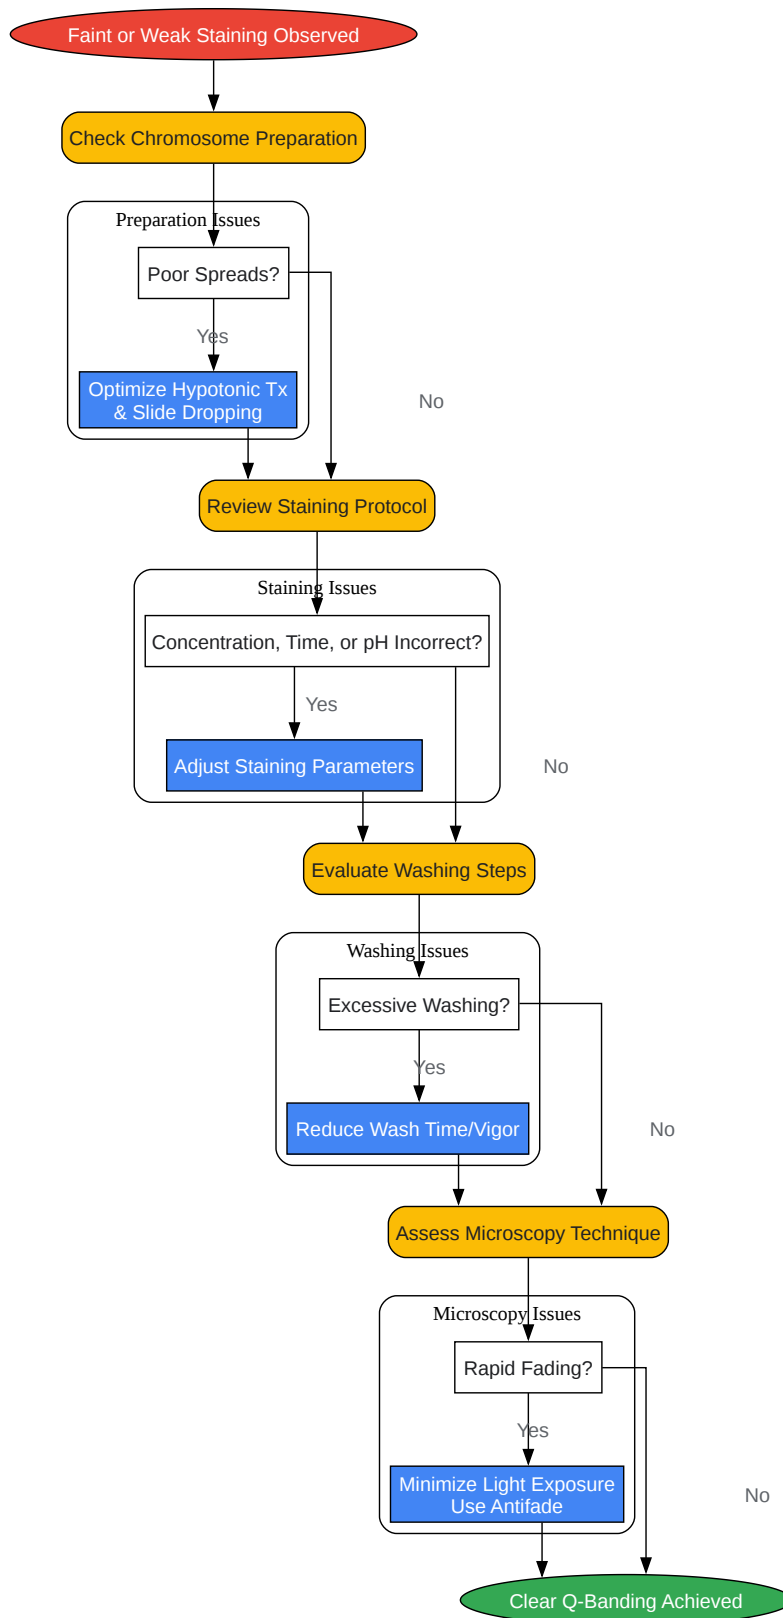 Faint or Weak Staining Observed
Check Chromosome Preparation
Preparation Issues
Poor Spreads?
Yes
Optimize Hypotonic Tx
& Slide Dropping
No
Review Staining Protocol
Staining Issues
Concentration, Time, or pH Incorrect?
Yes
Adjust Staining Parameters
No
Evaluate Washing Steps
Washing Issues
Excessive Washing?
Yes
Reduce Wash Time/Vigor
No
Assess Microscopy Technique
Microscopy Issues
Rapid Fading?
Yes
Minimize Light Exposure
Use Antifade
No
Clear Q-Banding Achieved